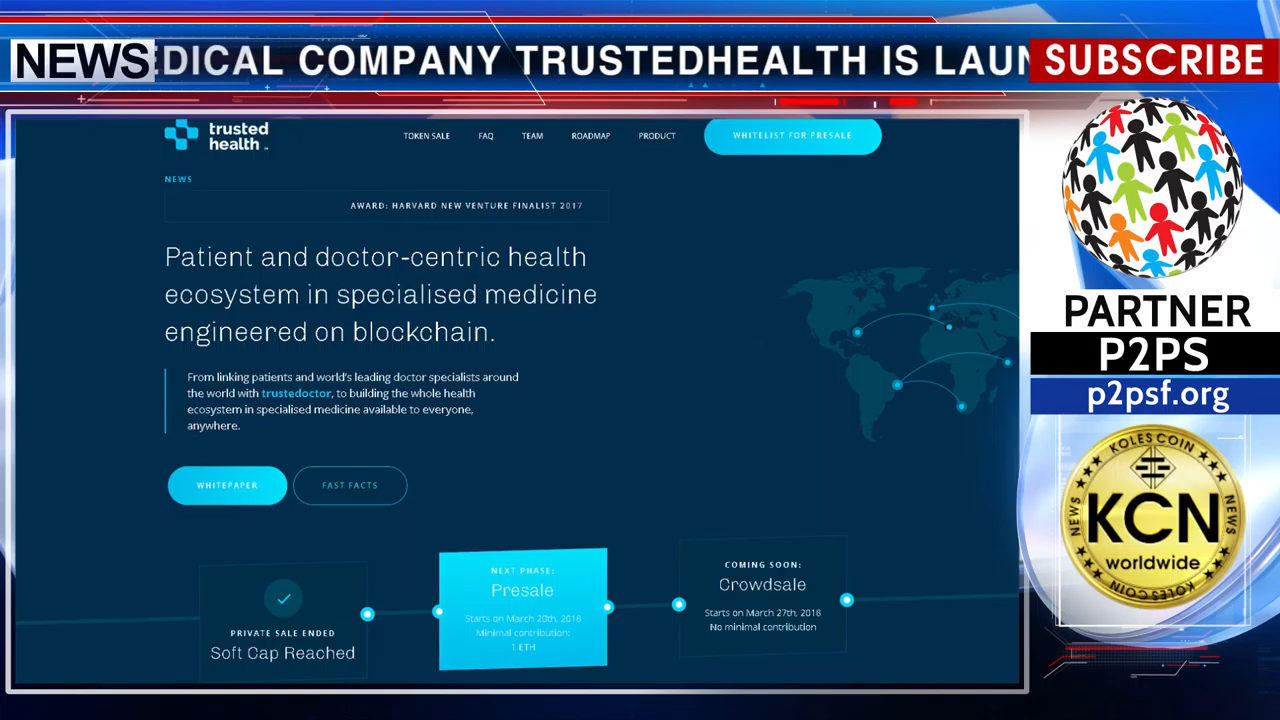 NEWS
EDICAL COMPANY TRUSTEDHEALTH IS LAUN
SUBSCRIBE
trusted
health
TOKEN SALE
FAQ
TEAM
ROADMAP
PRODUCT
WHITELIST FOR PRESALE
NEWS
AWARD: HARVARD NEW VENTURE FINALIST 2017
Patient and doctor-centric health
ecosystem in specialised medicine
engineered on blockchain.
From linking patients and world's leading doctor specialists around
the world with trustedoctor, to building the whole health
ecosystem in specialised medicine available to everyone,
anywhere.
WHITEPAPER
FAST FACTS
PRIVATE SALE ENDED
Soft Cap Reached
NEXT PHASE:
Presale
Starts on March 20th, 2018
Minimal contribution:
1 ETH
COMING SOON:
Crowdsale
Starts on March 27th, 2018
No minimal contribution
PARTNER
P2PS
p2psf.org
KOLES COIN
NEWS
KCN
NEWS
worldwide
KOLES COIN